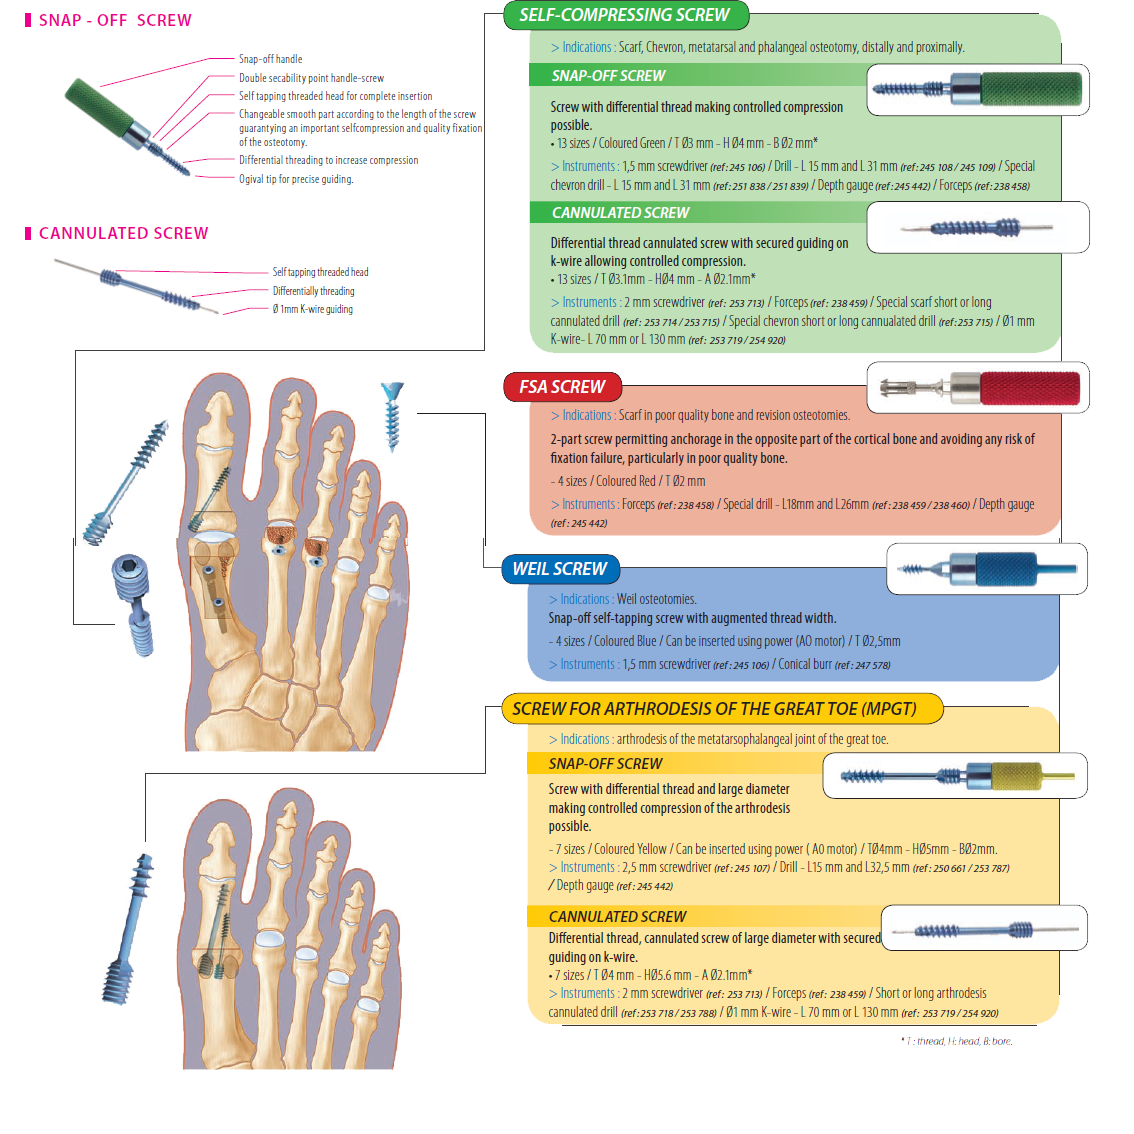 SNAP - OFF SCREW
Snap-off handle
Double secability point handle-screw
Self tapping threaded head for complete insertion
Changeable smooth part according to the length of the screw
guarantying an important selfcompression and quality fixation
of the osteotomy.
Differential threading to increase compression
Ogival tip for precise guiding.
CANNULATED SCREW
Self tapping threaded head
Differentially threading
Ø 1mm K-wire guiding
SELF-COMPRESSING SCREW
> Indications : Scarf, Chevron, metatarsal and phalangeal osteotomy, distally and proximally.
SNAP-OFF SCREW
Screw with differential thread making controlled compression
possible.
• 13 sizes / Coloured Green / T Ø3 mm - H Ø4 mm - B Ø2 mm*
> Instruments : 1,5 mm screwdriver (ref : 245 106) / Drill - L 15 mm and L 31 mm (ref : 245 108 / 245 109) / Special
chevron drill - L 15 mm and L 31 mm (ref : 251 838 / 251 839) / Depth gauge (ref : 245 442) / Forceps (ref : 238 458)
CANNULATED SCREW
Differential thread cannulated screw with secured guiding on
k-wire allowing controlled compression.
• 13 sizes / T Ø3.1mm - HØ4 mm - A Ø2.1mm*
> Instruments : 2 mm screwdriver (ref : 253 713) / Forceps (ref : 238 459) / Special scarf short or long
cannulated drill (ref : 253 714 / 253 715) / Special chevron short or long cannualated drill (ref : 253 715) / Ø1 mm
K-wire- L 70 mm or L 130 mm (ref : 253 719 / 254 920)
FSA SCREW
> Indications : Scarf in poor quality bone and revision osteotomies.
2-part screw permitting anchorage in the opposite part of the cortical bone and avoiding any risk of
fixation failure, particularly in poor quality bone.
- 4 sizes / Coloured Red / T Ø2 mm
> Instruments : Forceps (ref : 238 458) / Special drill - L18mm and L26mm (ref : 238 459 / 238 460) / Depth gauge
(ref : 245 442)
WEIL SCREW
> Indications : Weil osteotomies.
Snap-off self-tapping screw with augmented thread width.
- 4 sizes / Coloured Blue / Can be inserted using power (AO motor) / T Ø2,5mm
> Instruments : 1,5 mm screwdriver (ref : 245 106) / Conical burr (ref : 247 578)
SCREW FOR ARTHRODESIS OF THE GREAT TOE (MPGT)
> Indications : arthrodesis of the metatarsophalangeal joint of the great toe.
SNAP-OFF SCREW
Screw with differential thread and large diameter
making controlled compression of the arthrodesis
possible.
- 7 sizes / Coloured Yellow / Can be inserted using power ( AO motor) / TØ4mm - HØ5mm - BØ2mm.
> Instruments : 2,5 mm screwdriver (ref : 245 107) / Drill - L15 mm and L32,5 mm (ref : 250 661 / 253 787)
/ Depth gauge (ref : 245 442)
CANNULATED SCREW
Differential thread, cannulated screw of large diameter with secured
guiding on k-wire.
• 7 sizes / T Ø4 mm - HØ5.6 mm - A Ø2.1mm*
> Instruments : 2 mm screwdriver (ref : 253 713) / Forceps (ref : 238 459) / Short or long arthrodesis
cannulated drill (ref : 253 718 / 253 788) / Ø1 mm K-wire - L 70 mm or L 130 mm (ref : 253 719 / 254 920)
* T : thread, H: head, B: bore.